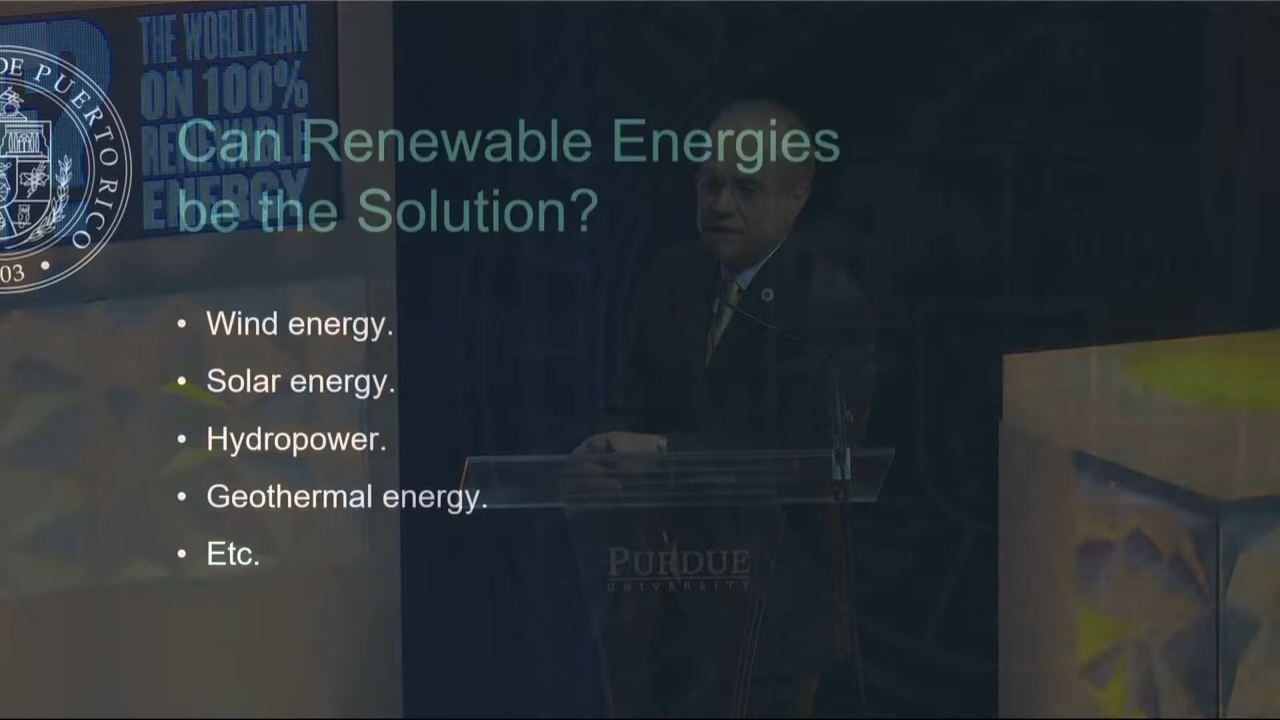 THE WORLD RAN
ON 100%
RENEWABLE
ENERGY
DE PUERTO RICO
03 •
Can Renewable Energies
be the Solution?
• Wind energy.
• Solar energy.
• Hydropower.
• Geothermal energy.
• Etc.
PURDUE
UNIVERSITY